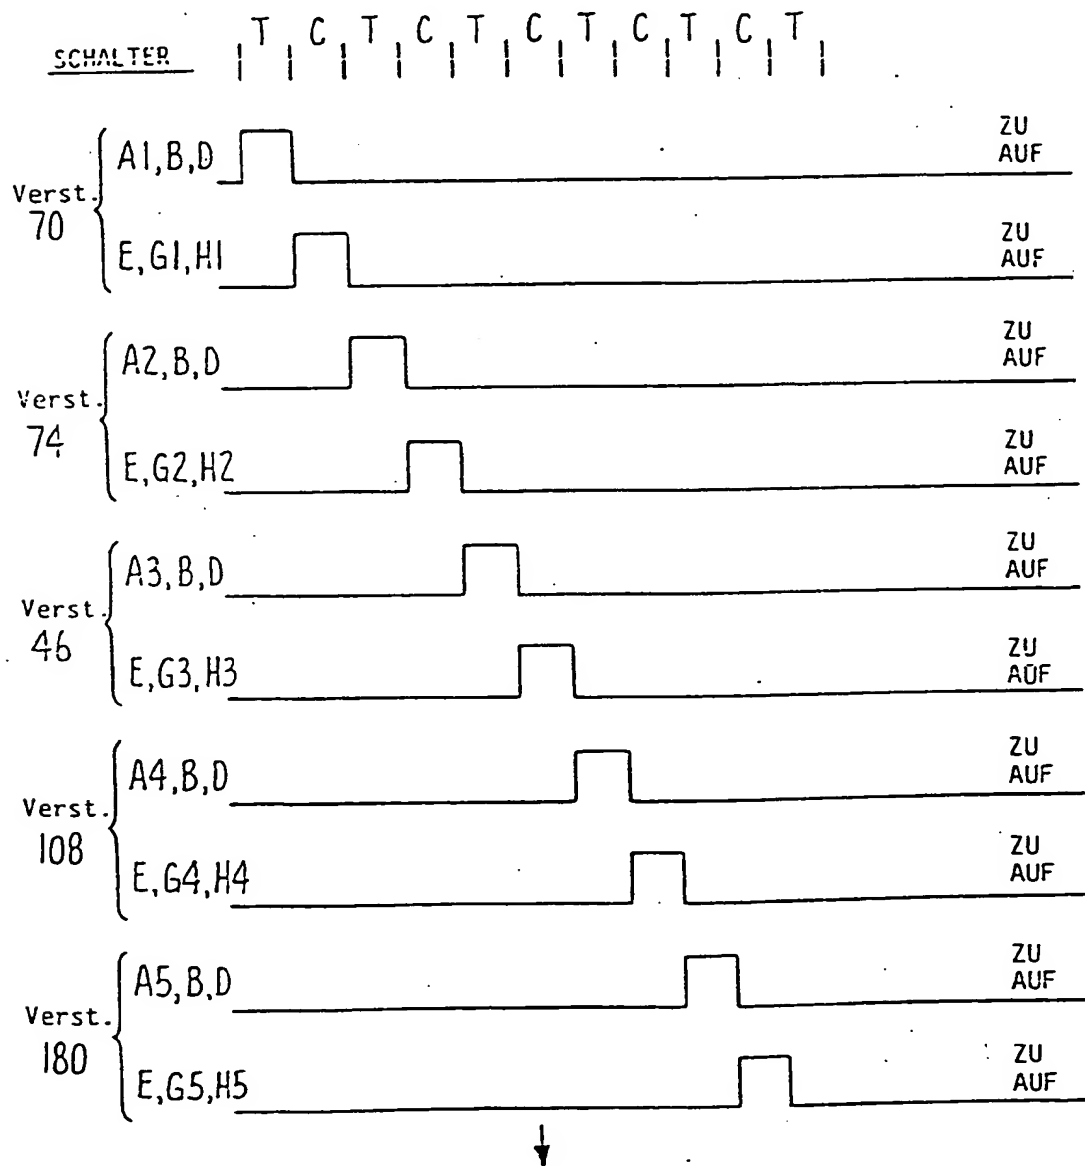 T C T C T C T C T C T
SCHALTER
A1,B,D
ZU
AUF
Verst.
70
E,G1,H1
ZU
AUF
A2,B,D
ZU
AUF
Verst.
74
E,G2,H2
ZU
AUF
A3,B,D
ZU
AUF
Verst.
46
E,G3,H3
ZU
AUF
A4,B,D
ZU
AUF
Verst.
108
E,G4,H4
ZU
AUF
A5,B,D
ZU
AUF
Verst.
180
E,G5,H5
ZU
AUF